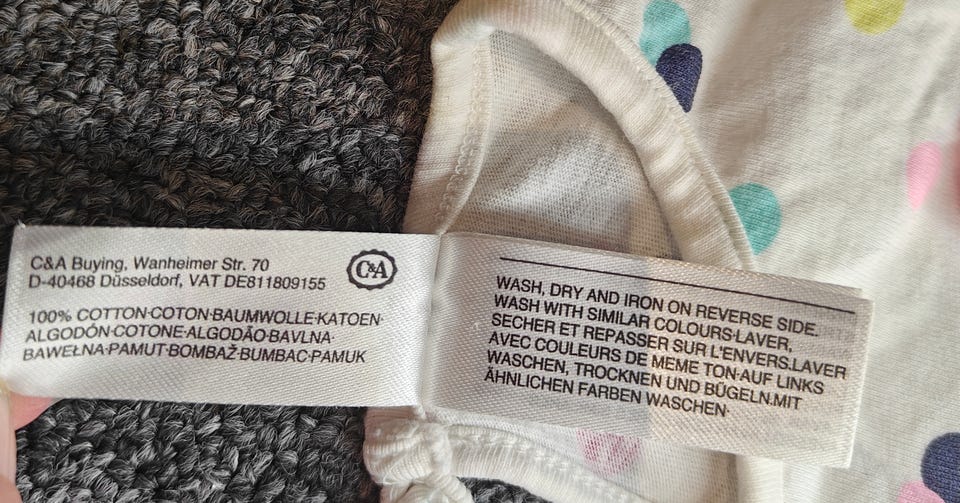 C&A Buying, Wanheimer Str. 70
D-40468 Düsseldorf, VAT DE811809155
C&A
100% COTTON·COTON·BAUMWOLLE·KATOEN·
ALGODÓN·COTONE·ALGODÃO·BAVLNA·
BAWEŁNA·PAMUT·BOMBAŽ·BUMBAC·PAMUK
WASH, DRY AND IRON ON REVERSE SIDE.
WASH WITH SIMILAR COLOURS·LAVER,
SECHER ET REPASSER SUR L'ENVERS.LAVER
AVEC COULEURS DE MEME TON·AUF LINKS
WASCHEN, TROCKNEN UND BÜGELN.MIT
ÄHNLICHEN FARBEN WASCHEN·